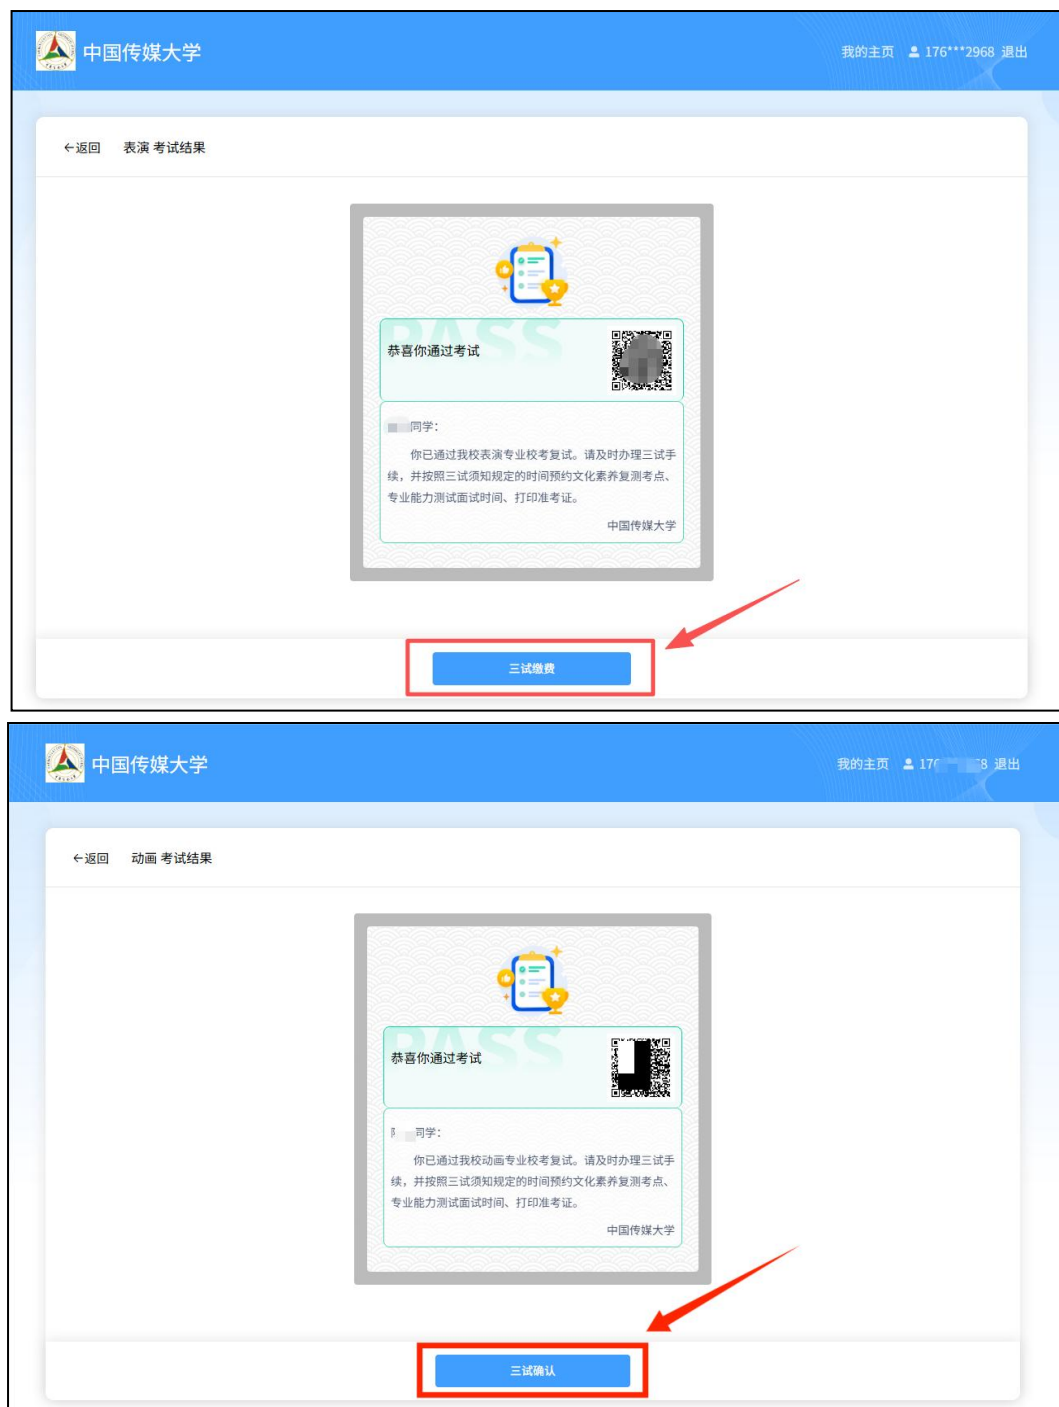 中国传媒大学
我的主页 176***2968 退出
←返回 表演 考试结果
PASS
恭喜你通过考试
同学：
你已通过我校表演专业校考复试。请及时办理三试手
续，并按照三试须知规定的时间预约文化素养复测考点、
专业能力测试面试时间、打印准考证。
中国传媒大学
三试缴费
中国传媒大学
我的主页 176 8 退出
←返回 动画 考试结果
PASS
恭喜你通过考试
同学：
你已通过我校动画专业校考复试。请及时办理三试手
续，并按照三试须知规定的时间预约文化素养复测考点、
专业能力测试面试时间、打印准考证。
中国传媒大学
三试确认